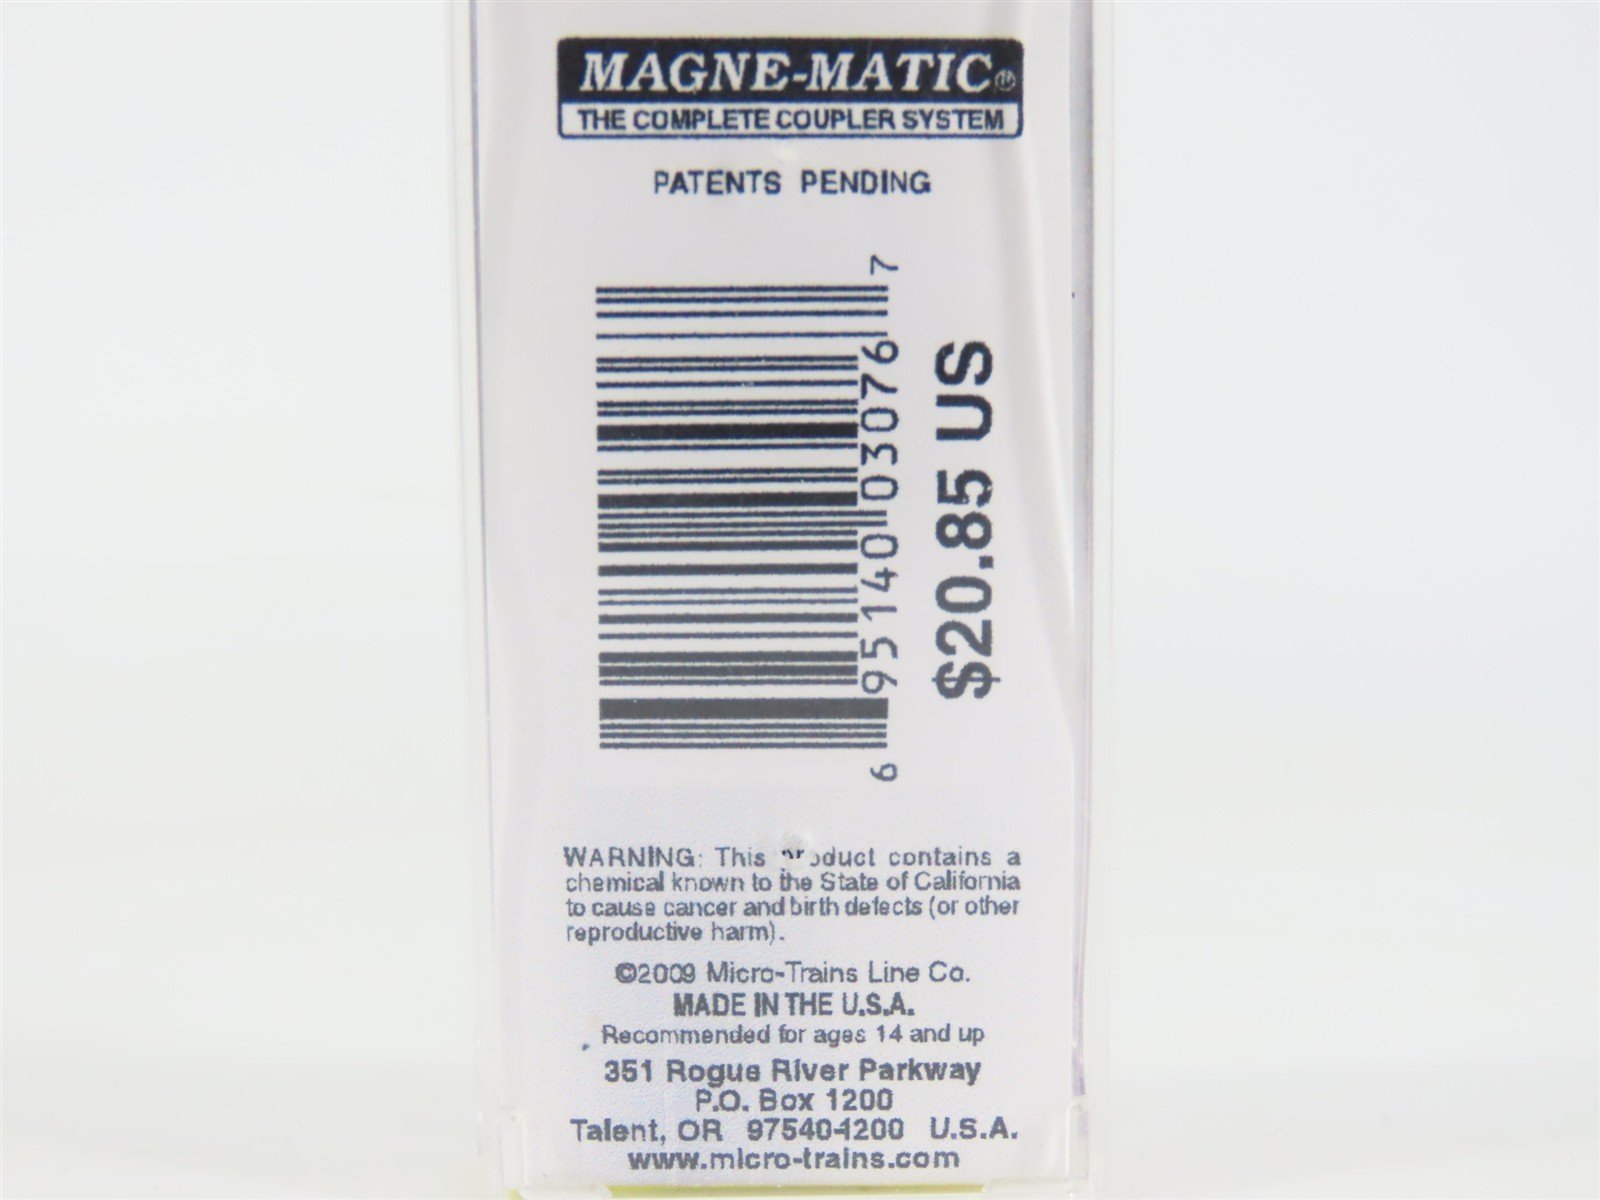 MAGNE-MATIC®
THE COMPLETE COUPLER SYSTEM
PATENTS PENDING
6 95140 03076 7
$20.85 US
WARNING: This product contains a
chemical known to the State of California
to cause cancer and birth defects (or other
reproductive harm).
©2009 Micro-Trains Line Co.
MADE IN THE U.S.A.
Recommended for ages 14 and up
351 Rogue River Parkway
P.O. Box 1200
Talent, OR 97540-1200 U.S.A.
www.micro-trains.com